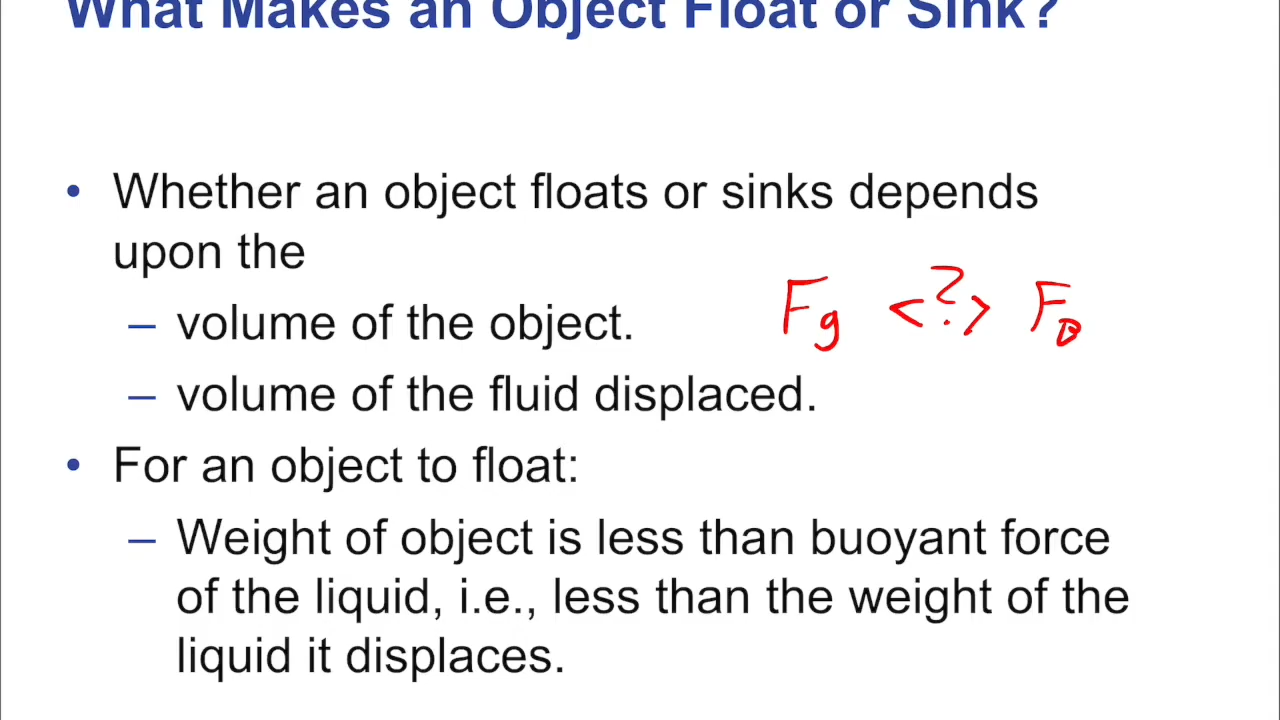 What Makes an Object Float or Sink?
• Whether an object floats or sinks depends
upon the
– volume of the object.
Fg <?> FB
– volume of the fluid displaced.
• For an object to float:
– Weight of object is less than buoyant force
of the liquid, i.e., less than the weight of the
liquid it displaces.